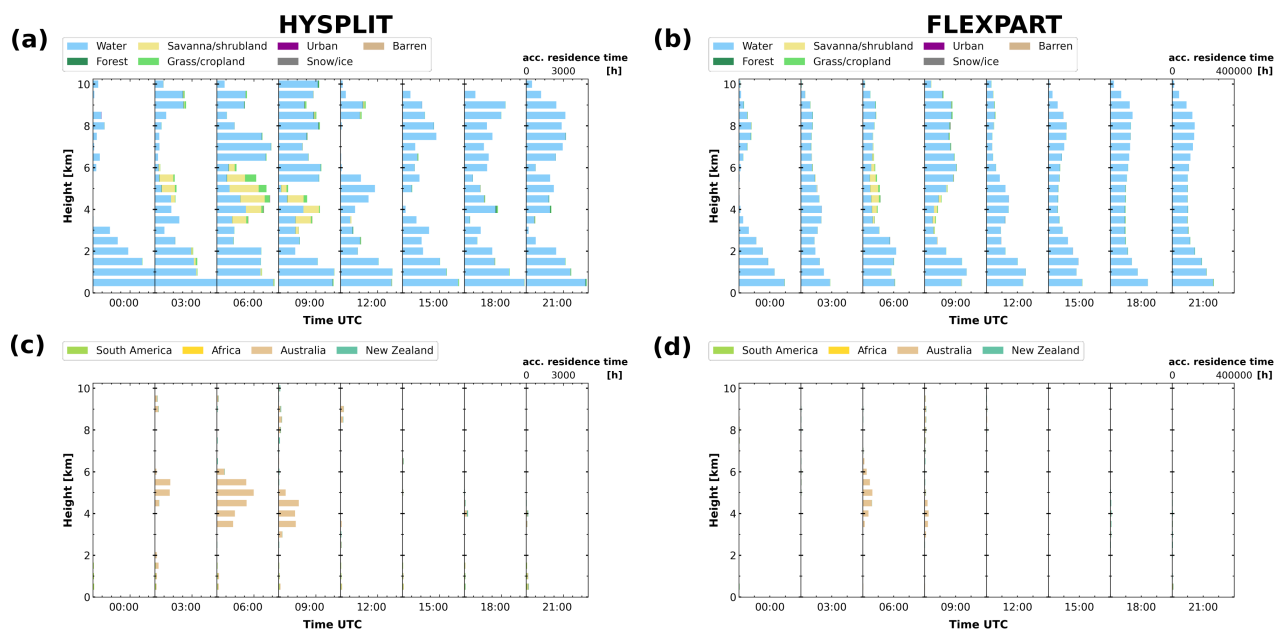 HYSPLIT
FLEXPART
(a)
Water
Savanna/shrubland
Urban
Barren
Forest
Grass/cropland
Snow/ice
acc. residence time
0 3000 [h]
10
8
6
4
2
0
Height [km]
00:00 03:00 06:00 09:00 12:00 15:00 18:00 21:00
Time UTC
(b)
Water
Savanna/shrubland
Urban
Barren
Forest
Grass/cropland
Snow/ice
acc. residence time
0 400000 [h]
10
8
6
4
2
0
Height [km]
00:00 03:00 06:00 09:00 12:00 15:00 18:00 21:00
Time UTC
(c)
South America Africa Australia New Zealand
acc. residence time
0 3000 [h]
10
8
6
4
2
0
Height [km]
00:00 03:00 06:00 09:00 12:00 15:00 18:00 21:00
Time UTC
(d)
South America Africa Australia New Zealand
acc. residence time
0 400000 [h]
10
8
6
4
2
0
Height [km]
00:00 03:00 06:00 09:00 12:00 15:00 18:00 21:00
Time UTC